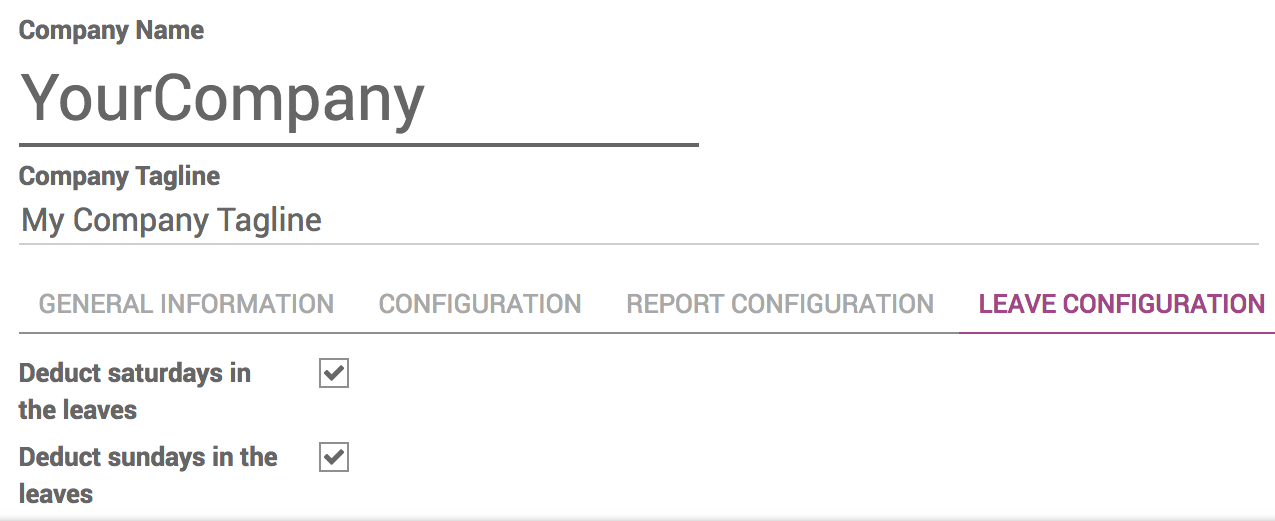 Company Name
YourCompany
Company Tagline
My Company Tagline
GENERAL INFORMATION CONFIGURATION REPORT CONFIGURATION LEAVE CONFIGURATION
Deduct saturdays in
the leaves
Deduct sundays in the
leaves